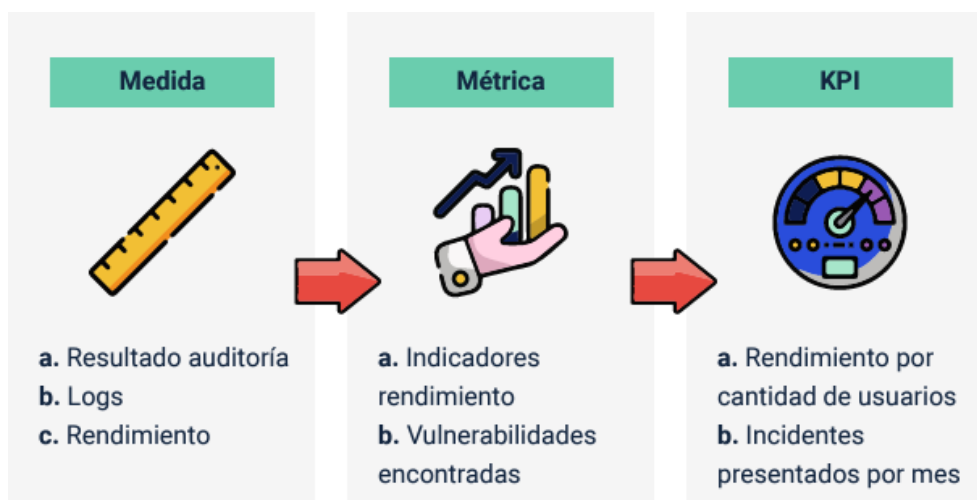 Medida
a. Resultado auditoría
b. Logs
c. Rendimiento
Métrica
a. Indicadores
rendimiento
b. Vulnerabilidades
encontradas
KPI
a. Rendimiento por
cantidad de usuarios
b. Incidentes
presentados por mes